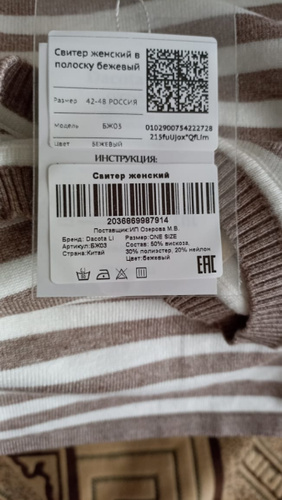 Свитер женский в
полоску бежевый
Размер 42-48 РОССИЯ
Модель БЖ03
Цвет БЕЖЕВЫЙ
0102900734222728
215fuUjox"QfLIm
ИНСТРУКЦИЯ:
Свитер женский
2036869987914
Поставщик:ИП Озерова М.В.
Бренд: Dacota Li Размер:ONE SIZE
Артикул:БЖ03 Состав: 50% вискоза,
Страна:Китай 30% полиэстер, 20% нейлон
Цвет:бежевый
EAC